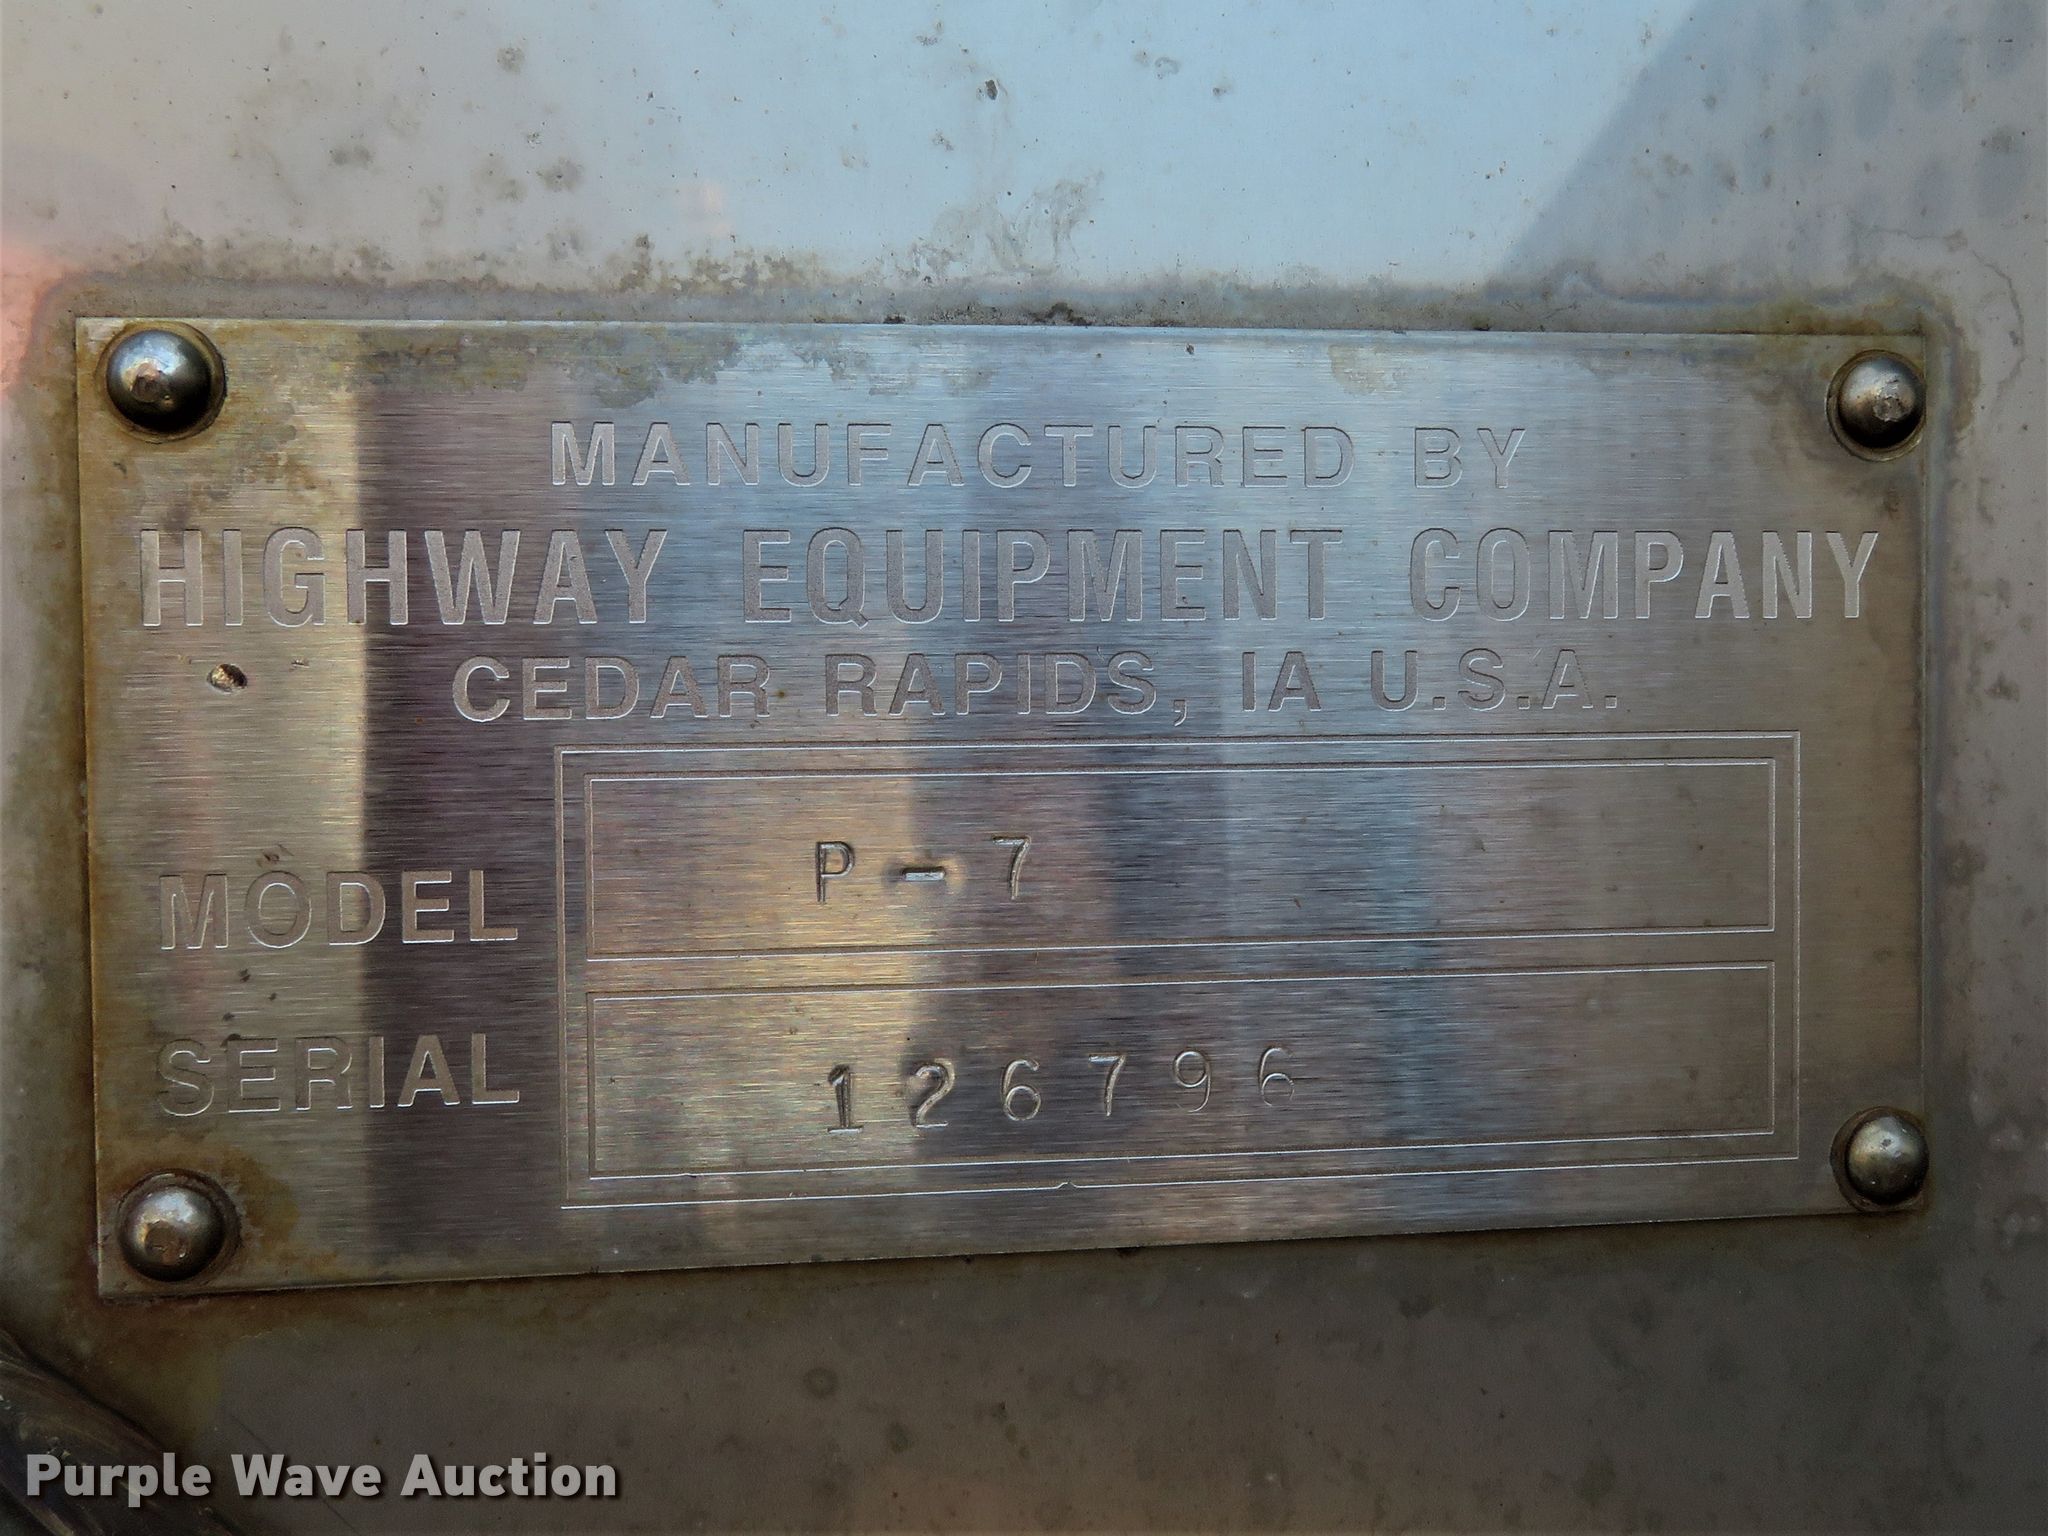 MANUFACTURED BY
HIGHWAY EQUIPMENT COMPANY
CEDAR RAPIDS, IA U.S.A.
MODEL P-7
SERIAL 126796
Purple Wave Auction